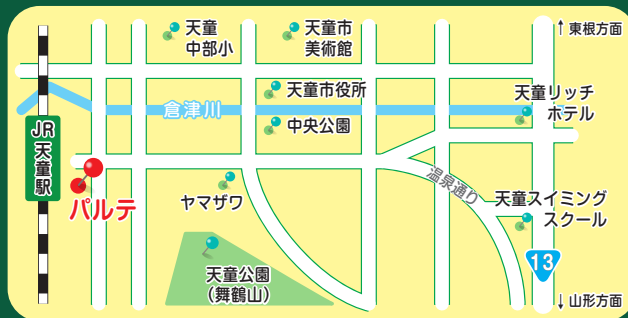 天童
中部小
天童市
美術館
↑東根方面
天童市役所
倉津川
中央公園
天童リッチ
ホテル
JR
天童駅
パルテ
ヤマザワ
温泉通り
天童スイミング
スクール
天童公園
(舞鶴山)
13
↓山形方面